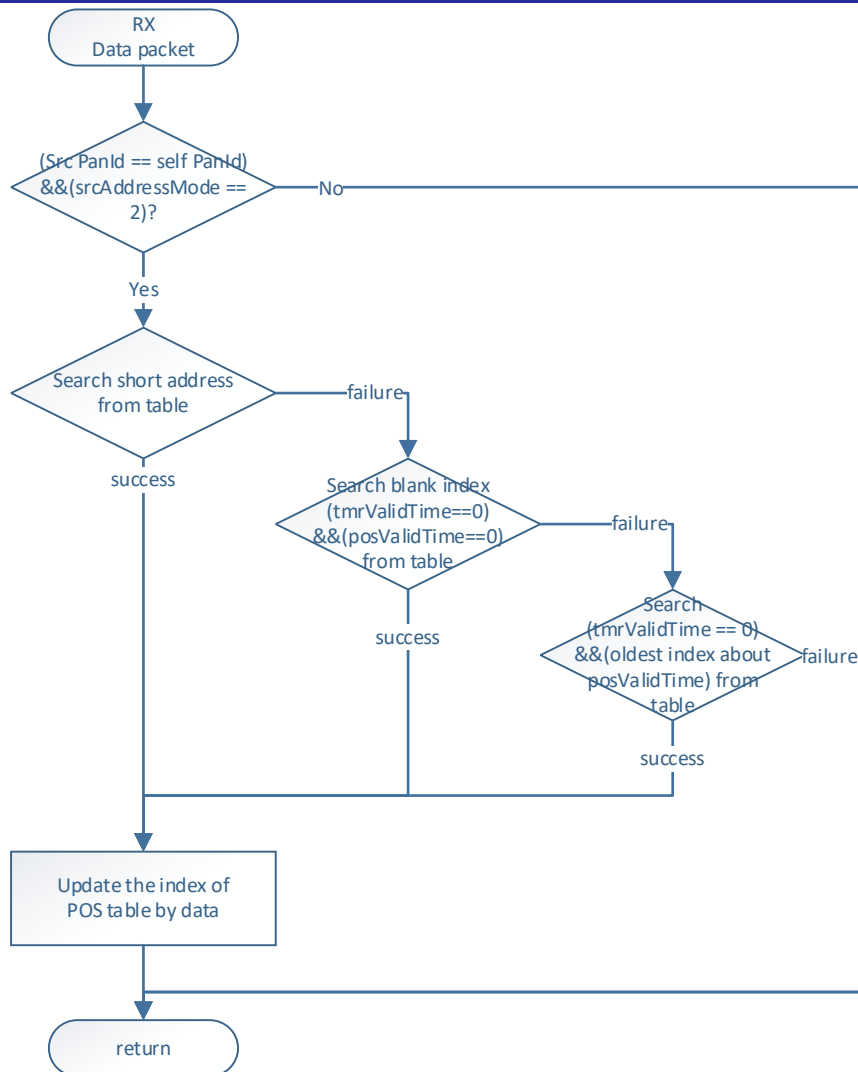 RX
Data packet
(Src PanId == self PanId)
&&(srcAddressMode ==
2)?
No
Yes
Search short address
from table
failure
success
Search blank index
(tmrValidTime==0)
&&(posValidTime==0)
from table
failure
success
Search
(tmrValidTime == 0)
&&(oldest index about
posValidTime) from
table
failure
success
Update the index of
POS table by data
return